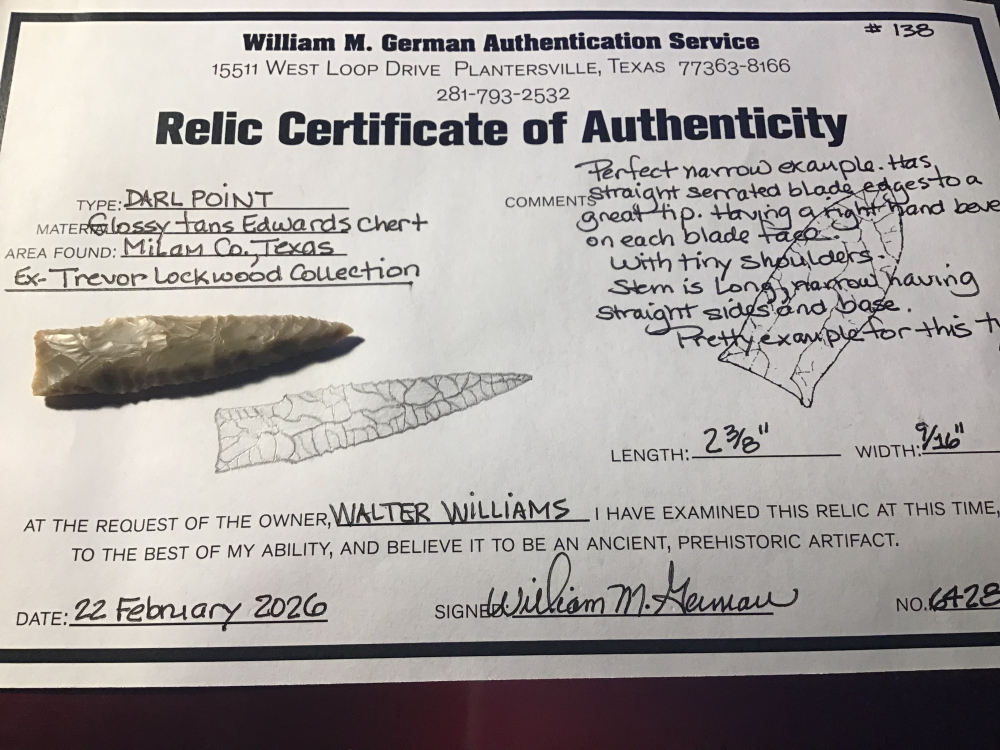 # 138
William M. German Authentication Service
15511 West Loop Drive Plantersville, Texas 77363-8166
281-793-2532
Relic Certificate of Authenticity
TYPE: DARL POINT
MATER Glossy tans Edwards Chert
AREA FOUND: Milam Co., Texas
Ex-Trevor Lockwood Collection
COMMENTS Perfect narrow example. Has
straight serrated blade edges to a
great tip. Having a right hand beve
on each blade face.
With tiny shoulders.
Stem is Long, narrow having
straight sides and base.
Pretty example for this ty
LENGTH: 2 3/8" WIDTH: 9/16"
AT THE REQUEST OF THE OWNER, WALTER WILLIAMS I HAVE EXAMINED THIS RELIC AT THIS TIME,
TO THE BEST OF MY ABILITY, AND BELIEVE IT TO BE AN ANCIENT, PREHISTORIC ARTIFACT.
DATE: 22 February 2026 SIGNED William M. German NO. 6428